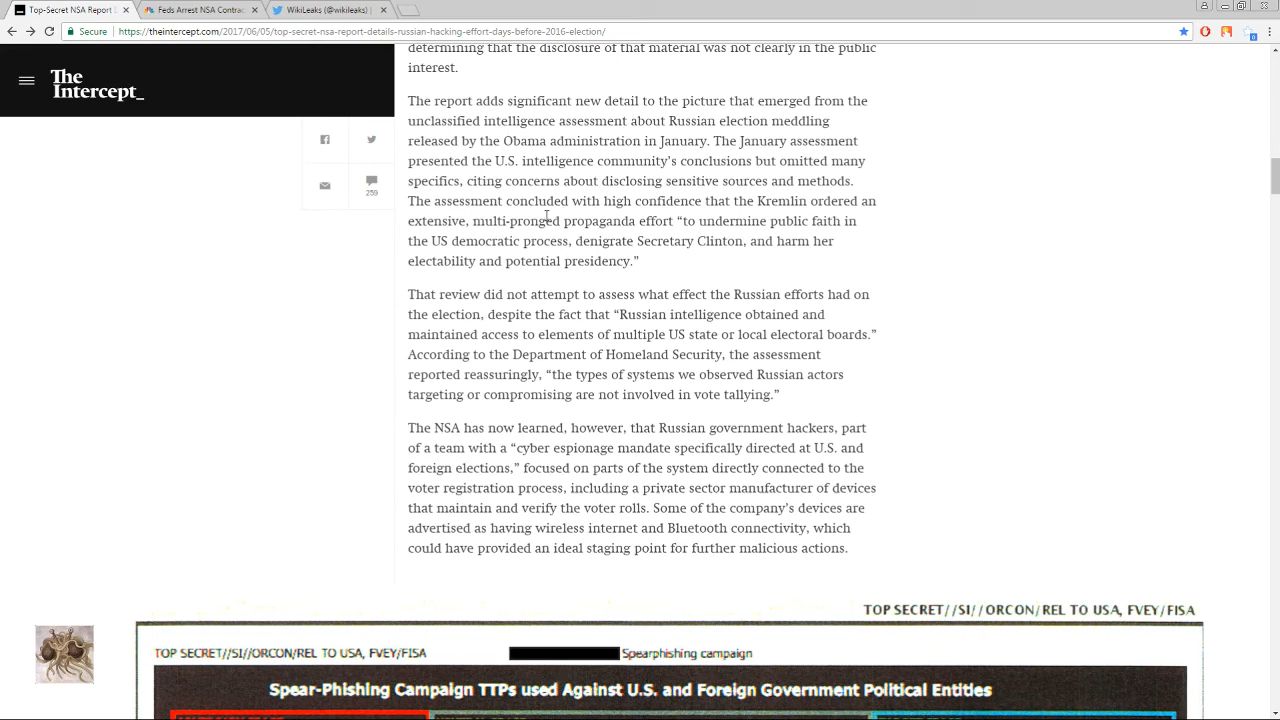 Top-Secret NSA Report D
Feds Arrest NSA Contrac
WikiLeaks (@wikileaks)
Secure
https://theintercept.com/2017/06/05/top-secret-nsa-report-details-russian-hacking-effort-days-before-2016-election/
The
Intercept_
259
determining that the disclosure of that material was not clearly in the public
interest.
The report adds significant new detail to the picture that emerged from the
unclassified intelligence assessment about Russian election meddling
released by the Obama administration in January. The January assessment
presented the U.S. intelligence community’s conclusions but omitted many
specifics, citing concerns about disclosing sensitive sources and methods.
The assessment concluded with high confidence that the Kremlin ordered an
extensive, multi-pronged propaganda effort “to undermine public faith in
the US democratic process, denigrate Secretary Clinton, and harm her
electability and potential presidency.”
That review did not attempt to assess what effect the Russian efforts had on
the election, despite the fact that “Russian intelligence obtained and
maintained access to elements of multiple US state or local electoral boards.”
According to the Department of Homeland Security, the assessment
reported reassuringly, “the types of systems we observed Russian actors
targeting or compromising are not involved in vote tallying.”
The NSA has now learned, however, that Russian government hackers, part
of a team with a “cyber espionage mandate specifically directed at U.S. and
foreign elections,” focused on parts of the system directly connected to the
voter registration process, including a private sector manufacturer of devices
that maintain and verify the voter rolls. Some of the company’s devices are
advertised as having wireless internet and Bluetooth connectivity, which
could have provided an ideal staging point for further malicious actions.
TOP SECRET//SI//ORCON/REL TO USA, FVEY/FISA
TOP SECRET//SI//ORCON/REL TO USA, FVEY/FISA
Spearphishing campaign
Spear-Phishing Campaign TTPs used Against U.S. and Foreign Government Political Entities